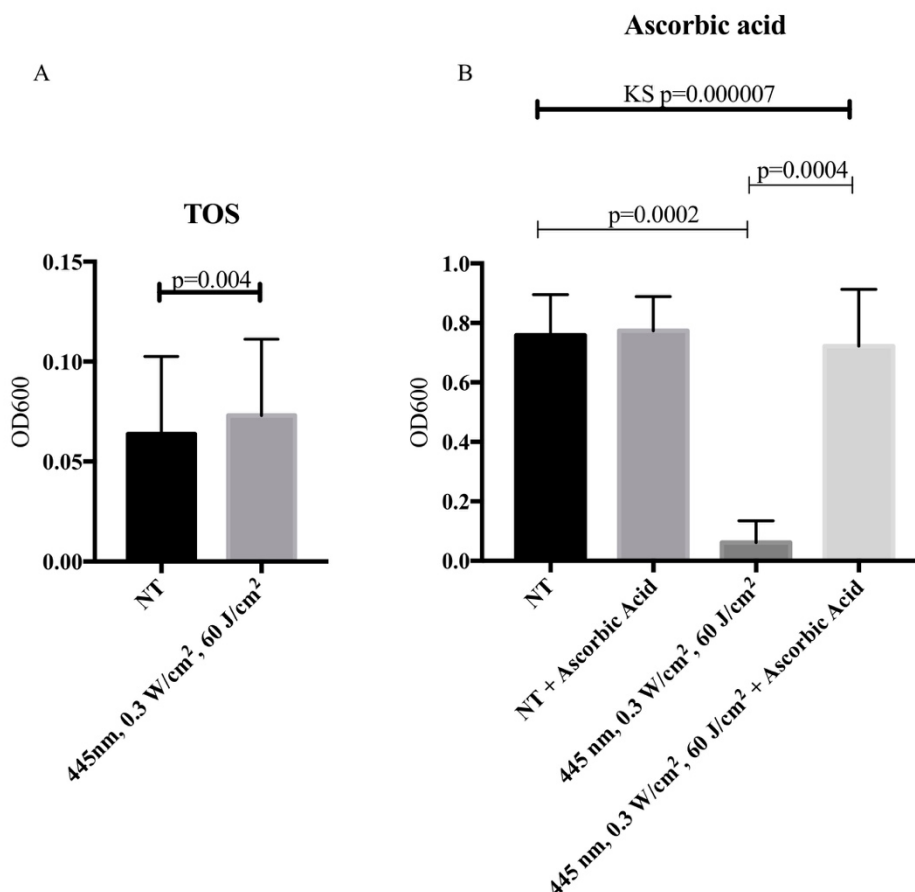 Ascorbic acid
A
B
KS p=0.000007
p=0.0004
p=0.0002
TOS
p=0.004
OD600
0.15
0.10
0.05
0.00
NT
445nm, 0.3 W/cm², 60 J/cm²
OD600
1.0
0.8
0.6
0.4
0.2
0.0
NT
NT + Ascorbic Acid
445 nm, 0.3 W/cm², 60 J/cm²
445 nm, 0.3 W/cm², 60 J/cm² + Ascorbic Acid